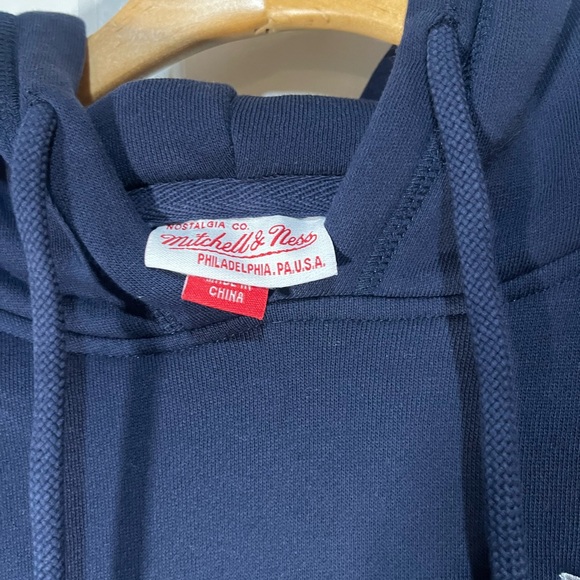 NOSTALGIA CO.
Mitchell & Ness
PHILADELPHIA.PA.U.S.A.
MADE IN
CHINA